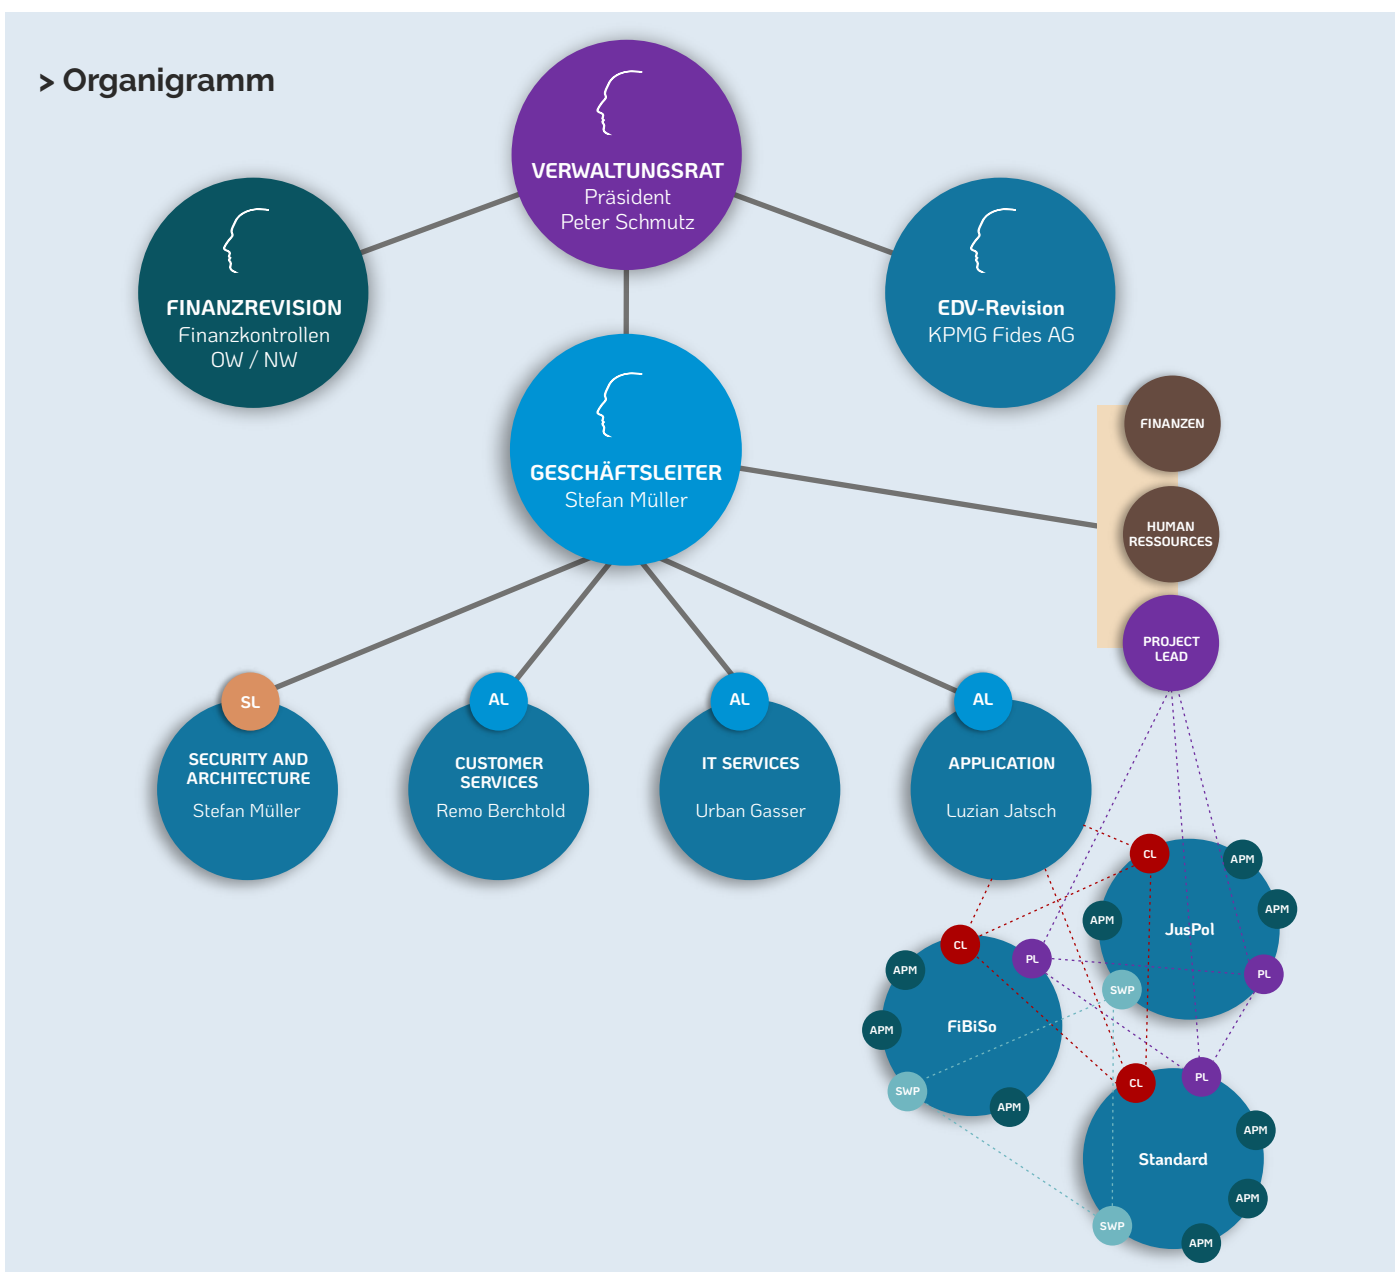 > Organigramm
VERWALTUNGSRAT
Präsident
Peter Schmutz
FINANZREVISION
Finanzkontrollen
OW / NW
EDV-Revision
KPMG Fides AG
GESCHÄFTSLEITER
Stefan Müller
FINANZEN
HUMAN
RESSOURCES
PROJECT
LEAD
SL
SECURITY AND
ARCHITECTURE
Stefan Müller
AL
CUSTOMER
SERVICES
Remo Berchtold
AL
IT SERVICES
Urban Gasser
AL
APPLICATION
Luzian Jatsch
CL
APM
APM
APM
JusPol
PL
SWP
CL
PL
APM
APM
FiBiSo
SWP
APM
CL
PL
APM
Standard
APM
SWP
APM